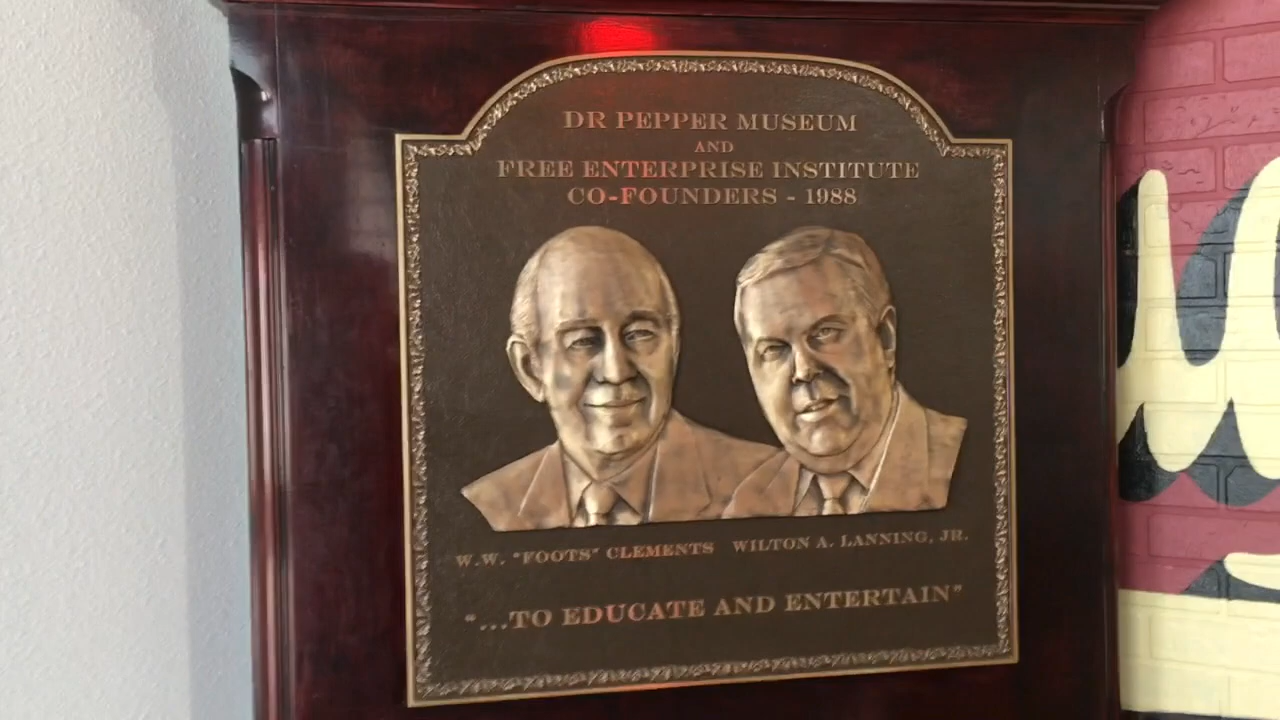 DR PEPPER MUSEUM
AND
FREE ENTERPRISE INSTITUTE
CO-FOUNDERS - 1988
W.W. "FOOTS" CLEMENTS WILTON A. LANNING, JR.
"...TO EDUCATE AND ENTERTAIN"